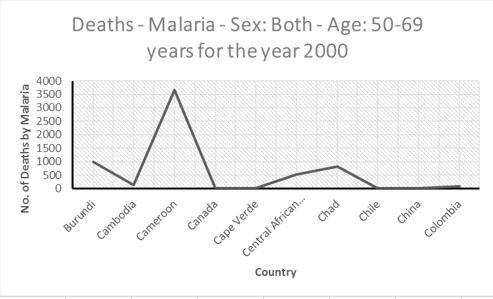 Deaths - Malaria - Sex: Both - Age: 50-69
years for the year 2000
No. of Deaths by Malaria
4000
3500
3000
2500
2000
1500
1000
500
0
Burundi
Cambodia
Cameroon
Canada
Cape Verde
Central African...
Chad
Chile
China
Colombia
Country